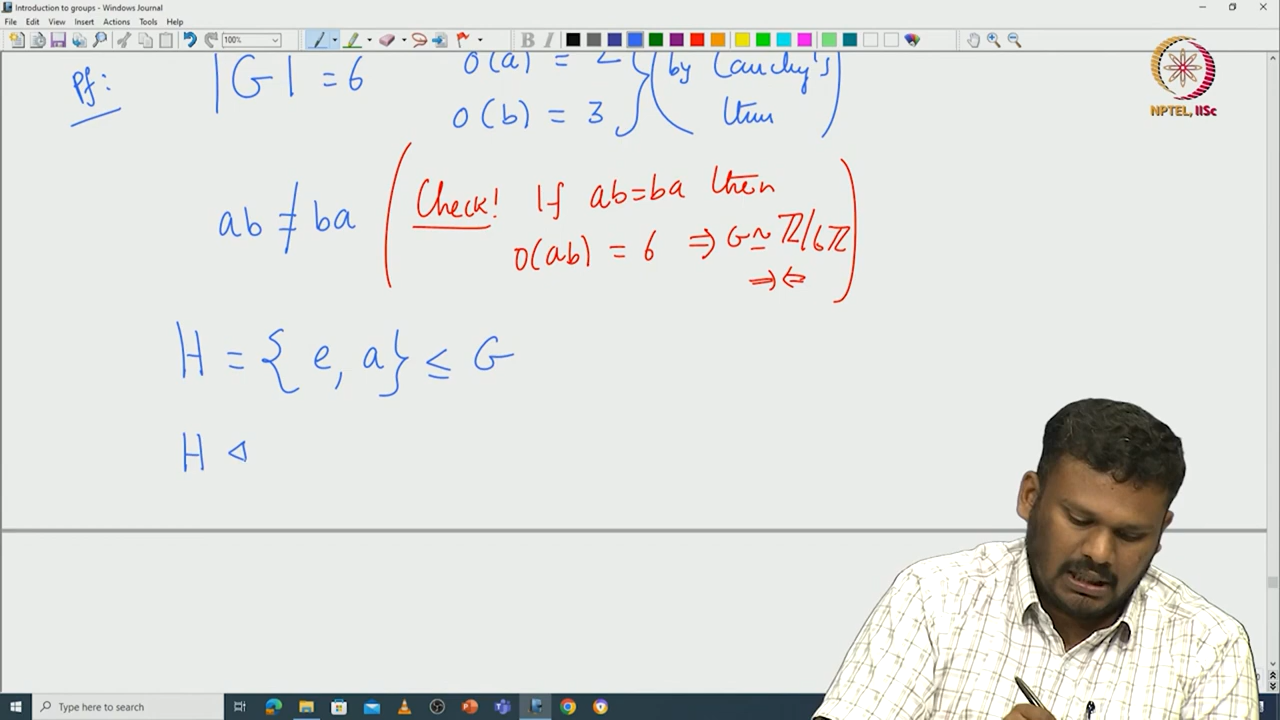 Introduction to groups - Windows Journal
File Edit View Insert Actions Tools Help
100%
B I
NPTEL, IISc
Pf: |G| = 6 o(a) = 2 } ( by Cauchy's
o(b) = 3 thm )
ab ≠ ba ( Check! If ab=ba then
o(ab) = 6 ⇒ G ≃ ℤ/6ℤ
⇒⇐ )
H = { e, a } ≤ G
H ◁
Type here to search